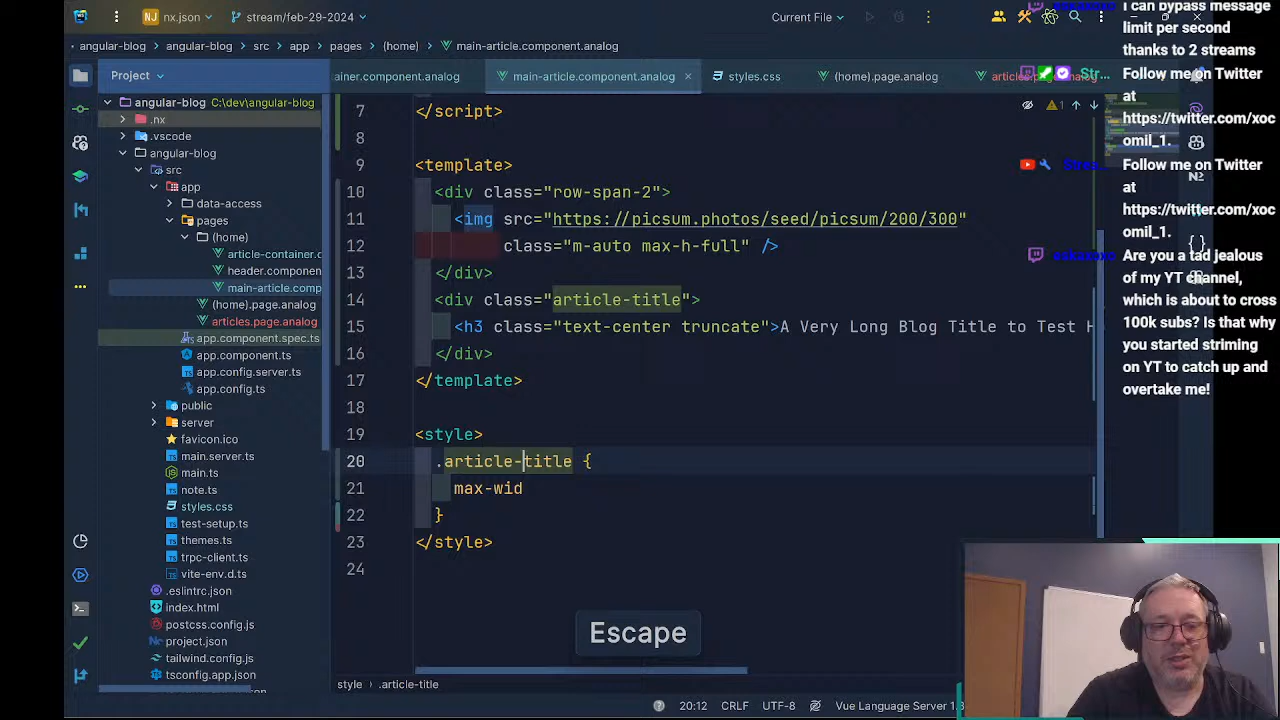 nx.json
stream/feb-29-2024
Current File
angular-blog
angular-blog
src
app
pages
(home)
main-article.component.analog
Project
ainer.component.analog
main-article.component.analog
styles.css
(home).page.analog
articles.page.analog
angular-blog C:\dev\angular-blog
.nx
.vscode
angular-blog
src
app
data-access
pages
(home)
article-container.c
header.componen
main-article.comp
(home).page.analog
articles.page.analog
app.component.spec.ts
app.component.ts
app.config.server.ts
app.config.ts
public
server
favicon.ico
main.server.ts
main.ts
note.ts
styles.css
test-setup.ts
themes.ts
trpc-client.ts
vite-env.d.ts
.eslintrc.json
index.html
postcss.config.js
project.json
tailwind.config.js
tsconfig.app.json
7 </script>
8
9 <template>
10 <div class="row-span-2">
11 <img src="https://picsum.photos/seed/picsum/200/300"
12 class="m-auto max-h-full" />
13 </div>
14 <div class="article-title">
15 <h3 class="text-center truncate">A Very Long Blog Title to Test H
16 </div>
17 </template>
18
19 <style>
20 .article-title {
21 max-wid
22 }
23 </style>
24
1
Escape
style
.article-title
20:12
CRLF
UTF-8
Vue Language Server 1.8
I can bypass message
limit per second
thanks to 2 streams
Str...
Follow me on Twitter
at
https://twitter.com/xoc
omil_1.
Strea...
Follow me on Twitter
at
https://twitter.com/xoc
omil_1.
Are you a tad jealous
of my YT channel,
which is about to cross
100k subs? Is that why
you started striming
on YT to catch up and
overtake me!